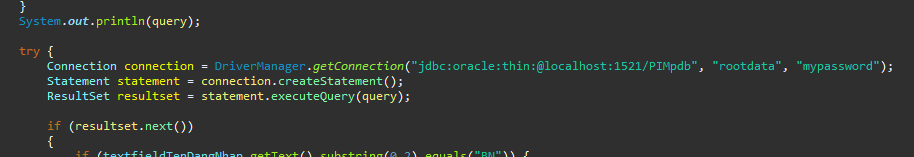 }
System.out.println(query);
try {
Connection connection = DriverManager.getConnection("jdbc:oracle:thin:@localhost:1521/PIMpdb", "rootdata", "mypassword");
Statement statement = connection.createStatement();
ResultSet resultset = statement.executeQuery(query);
if (resultset.next())
{
if (textfieldTenDangNhap.getText().substring(0,2).equals("BN")) {